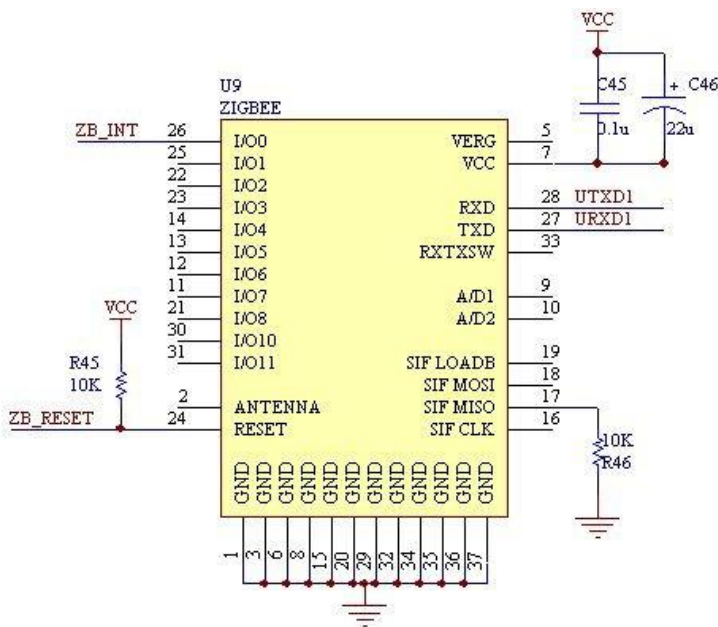 VCC
U9
ZIGBEE
C45
0.1u
+
C46
22u
ZB_INT
26 I/O0
25 I/O1
22 I/O2
23 I/O3
14 I/O4
13 I/O5
12 I/O6
11 I/O7
21 I/O8
30 I/O10
31 I/O11
2 ANTENNA
24 RESET
VERG 5
VCC 7
RXD 28 UTXD1
TXD 27 URXD1
RXTXSW 33
A/D1 9
A/D2 10
SIF LOADB 19
SIF MOSI 18
SIF MISO 17
SIF CLK 16
VCC
R45
10K
ZB_RESET
10K
R46
GND GND GND GND GND GND GND GND GND GND GND GND
1 3 6 8 15 20 29 32 34 35 36 37